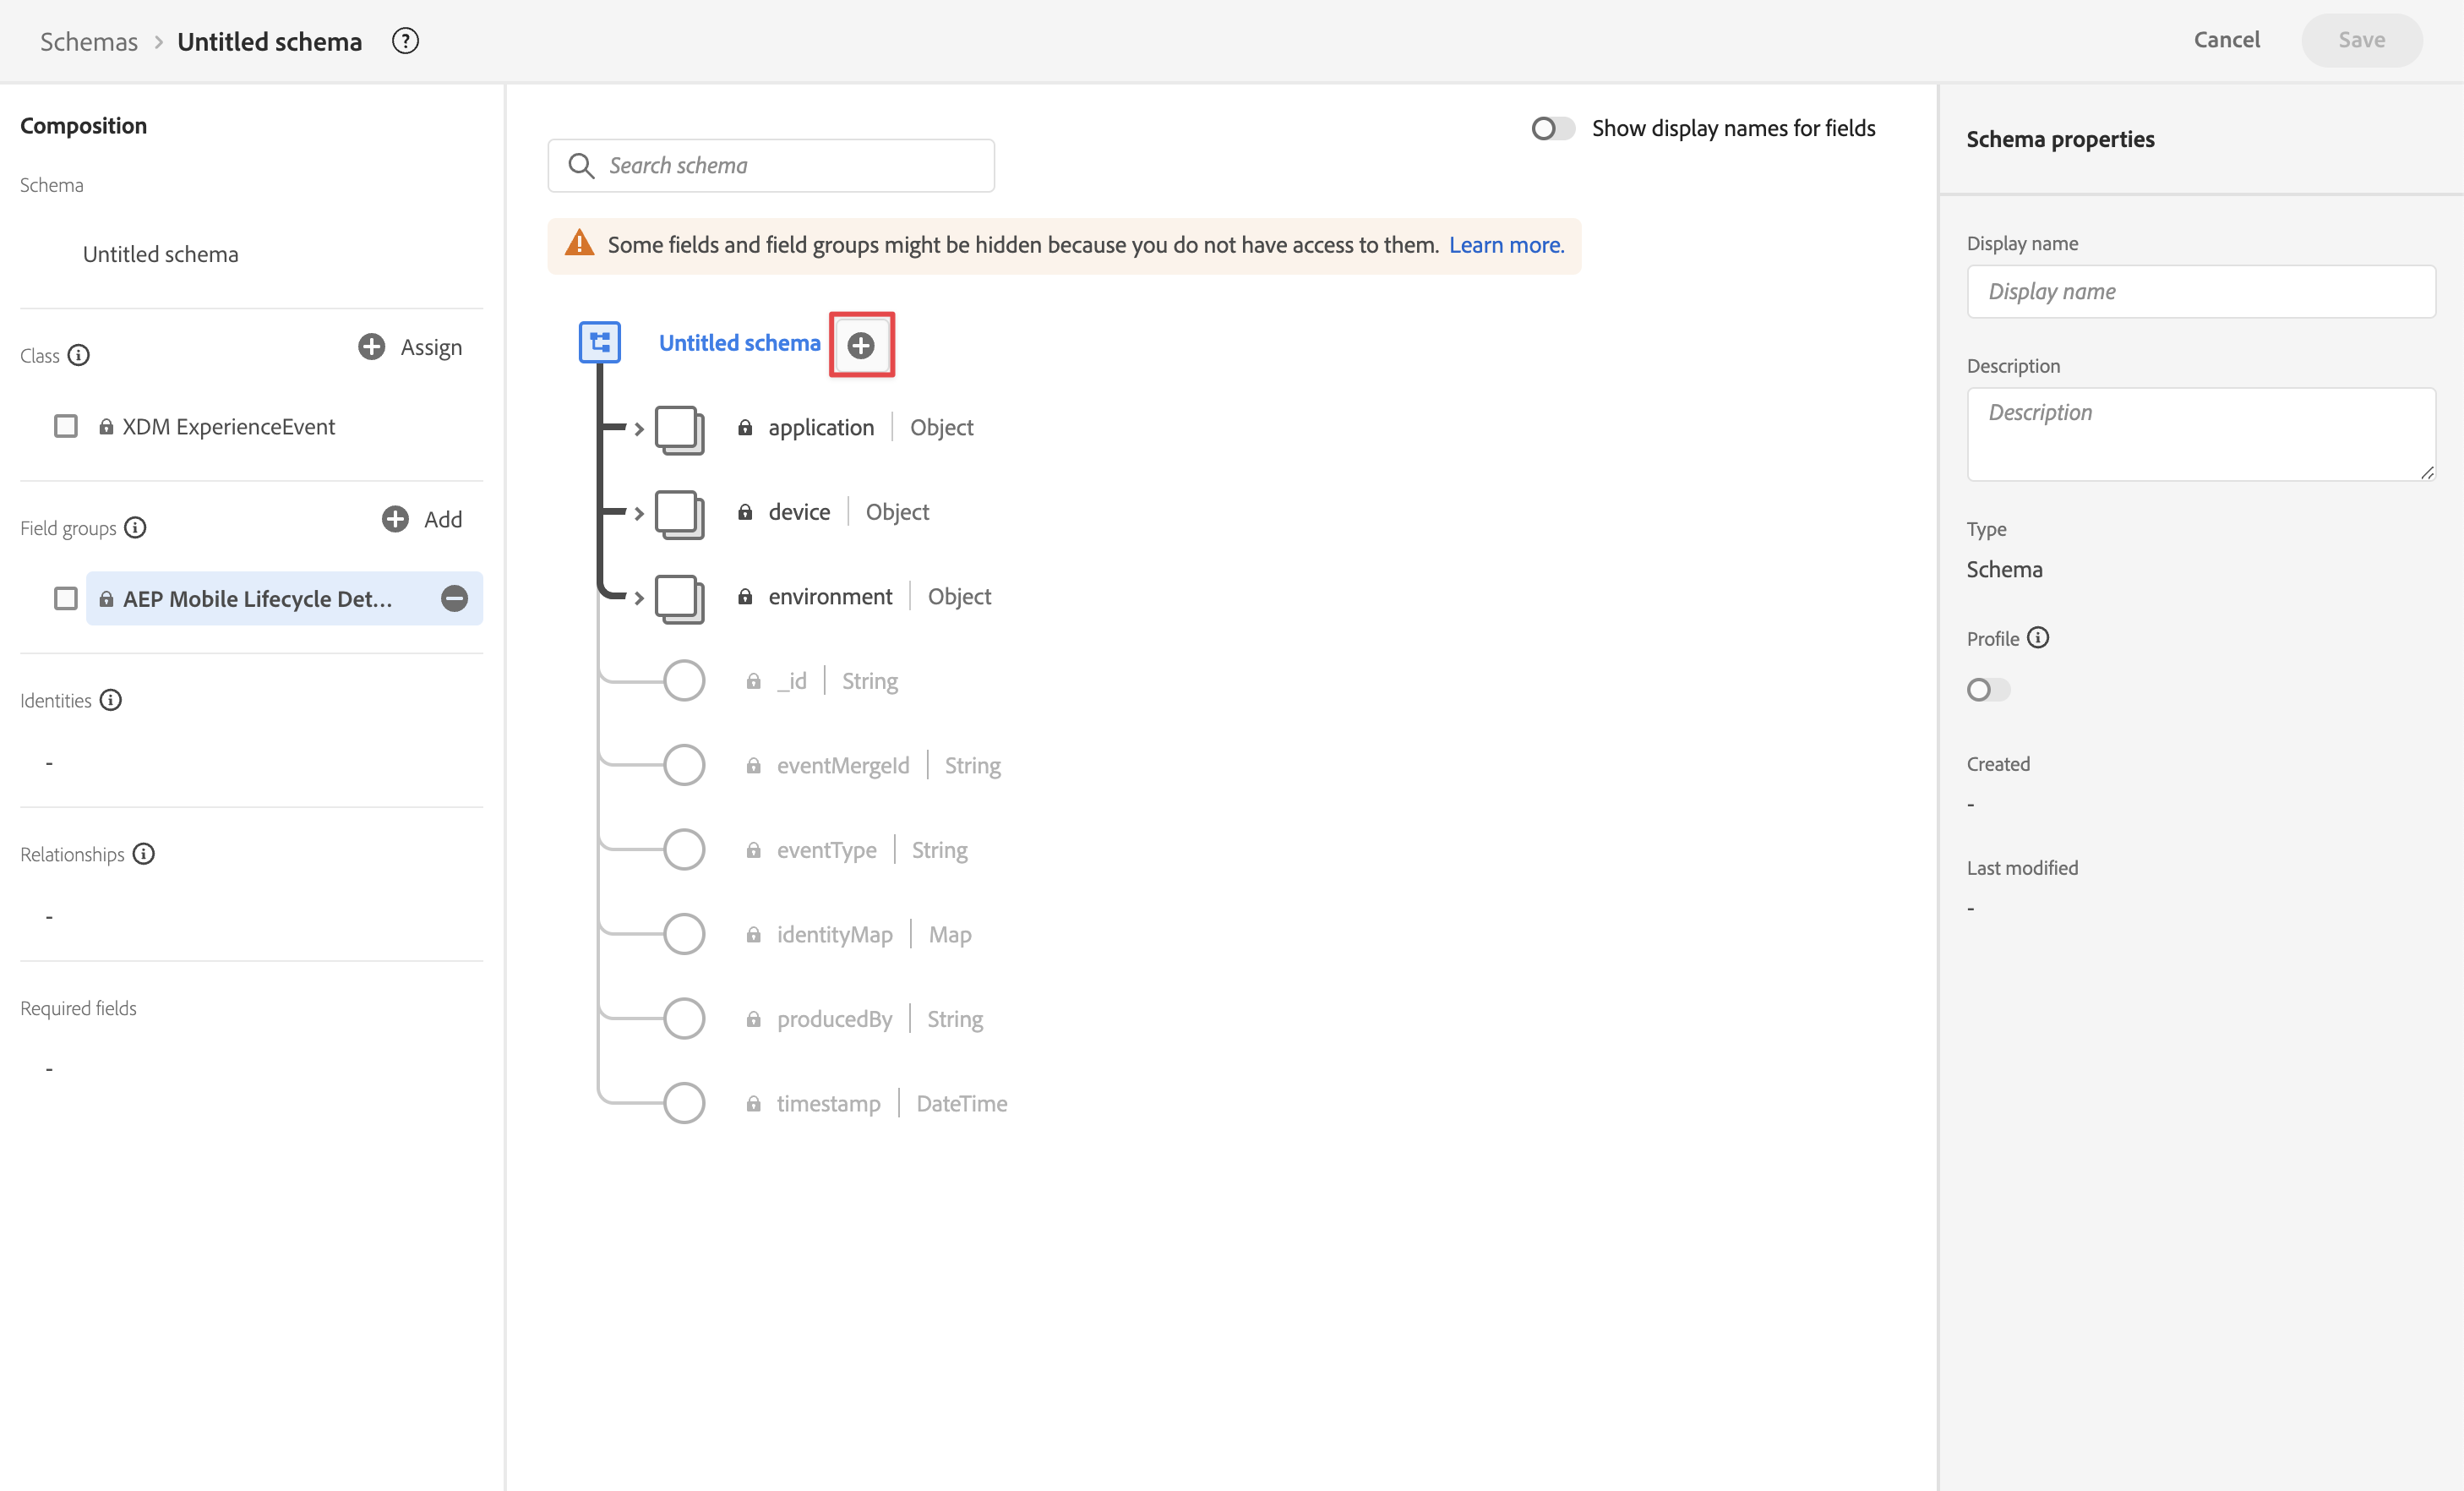 Schemas > Untitled schema ?
Cancel
Save
Composition
Schema
Untitled schema
Class
Assign
XDM ExperienceEvent
Field groups
Add
AEP Mobile Lifecycle Det...
Identities
-
Relationships
-
Required fields
-
Search schema
Show display names for fields
Some fields and field groups might be hidden because you do not have access to them. Learn more.
Untitled schema
application | Object
device | Object
environment | Object
_id | String
eventMergeId | String
eventType | String
identityMap | Map
producedBy | String
timestamp | DateTime
Schema properties
Display name
Display name
Description
Description
Type
Schema
Profile
Created
-
Last modified
-